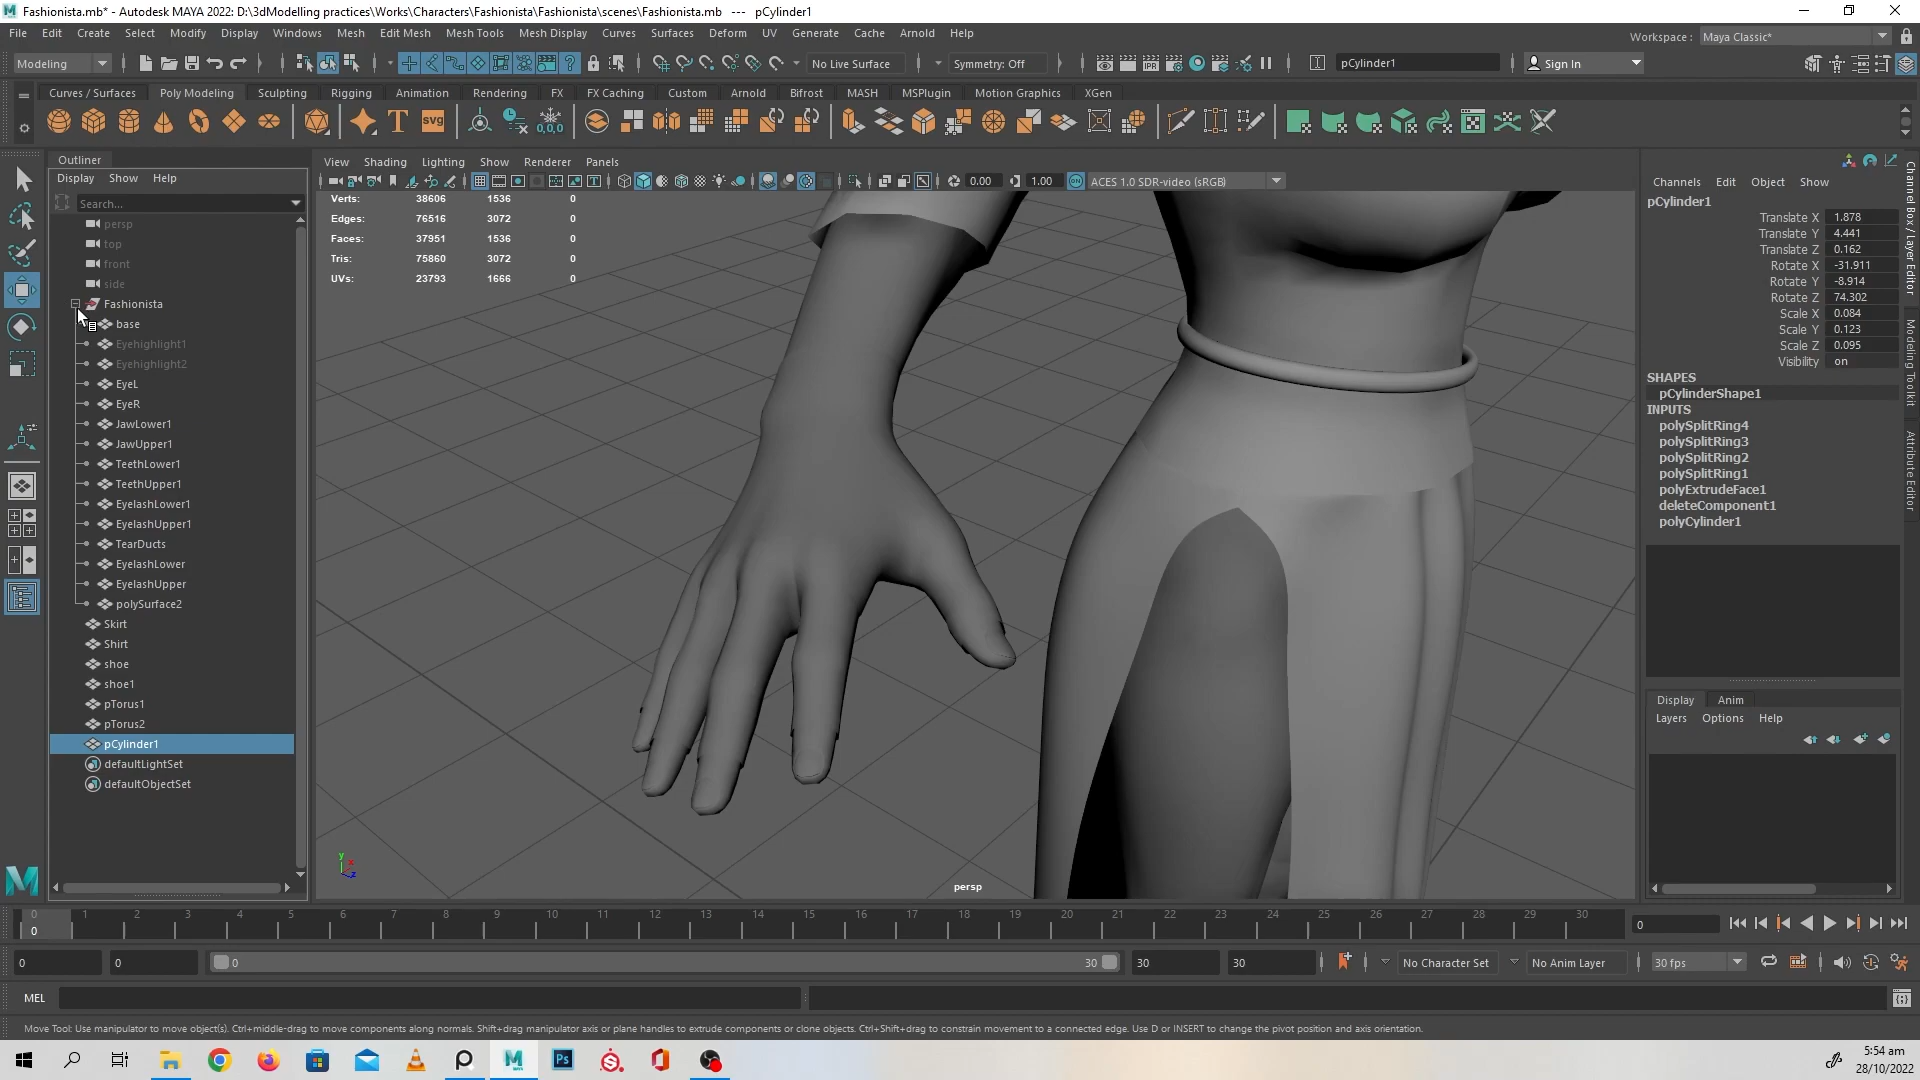 Fashionista.mb* - Autodesk MAYA 2022: D:\3dModelling practices\Works\Characters\Fashionista\Fashionista\scenes\Fashionista.mb --- pCylinder1
File Edit Create Select Modify Display Windows Mesh Edit Mesh Mesh Tools Mesh Display Curves Surfaces Deform UV Generate Cache Arnold Help
Workspace : Maya Classic*
Modeling No Live Surface Symmetry: Off pCylinder1 Sign In
Curves / Surfaces Poly Modeling Sculpting Rigging Animation Rendering FX FX Caching Custom Arnold Bifrost MASH MSPlugin Motion Graphics XGen
T svg 0,0,0
Outliner
Display Show Help
Search...
persp
top
front
side
Fashionista
base
Eyehighlight1
Eyehighlight2
EyeL
EyeR
JawLower1
JawUpper1
TeethLower1
TeethUpper1
EyelashLower1
EyelashUpper1
TearDucts
EyelashLower
EyelashUpper
polySurface2
Skirt
Shirt
shoe
shoe1
pTorus1
pTorus2
pCylinder1
defaultLightSet
defaultObjectSet
View Shading Lighting Show Renderer Panels
0.00 1.00 ON ACES 1.0 SDR-video (sRGB)
Verts: 38606 1536 0
Edges: 76516 3072 0
Faces: 37951 1536 0
Tris: 75860 3072 0
UVs: 23793 1666 0
y
x
z
persp
Channels Edit Object Show
pCylinder1
Translate X 1.878
Translate Y 4.441
Translate Z 0.162
Rotate X -31.911
Rotate Y -8.914
Rotate Z 74.302
Scale X 0.084
Scale Y 0.123
Scale Z 0.095
Visibility on
SHAPES
pCylinderShape1
INPUTS
polySplitRing4
polySplitRing3
polySplitRing2
polySplitRing1
polyExtrudeFace1
deleteComponent1
polyCylinder1
Display Anim
Layers Options Help
Channel Box / Layer Editor
Modeling Toolkit
Attribute Editor
0 1 2 3 4 5 6 7 8 9 10 11 12 13 14 15 16 17 18 19 20 21 22 23 24 25 26 27 28 29 30
0 0
0 0 0 30 30 30 No Character Set No Anim Layer 30 fps
MEL
Move Tool: Use manipulator to move object(s). Ctrl+middle-drag to move components along normals. Shift+drag manipulator axis or plane handles to extrude components or clone objects. Ctrl+Shift+drag to constrain movement to a connected edge. Use D or INSERT to change the pivot position and axis orientation.
5:54 am
28/10/2022